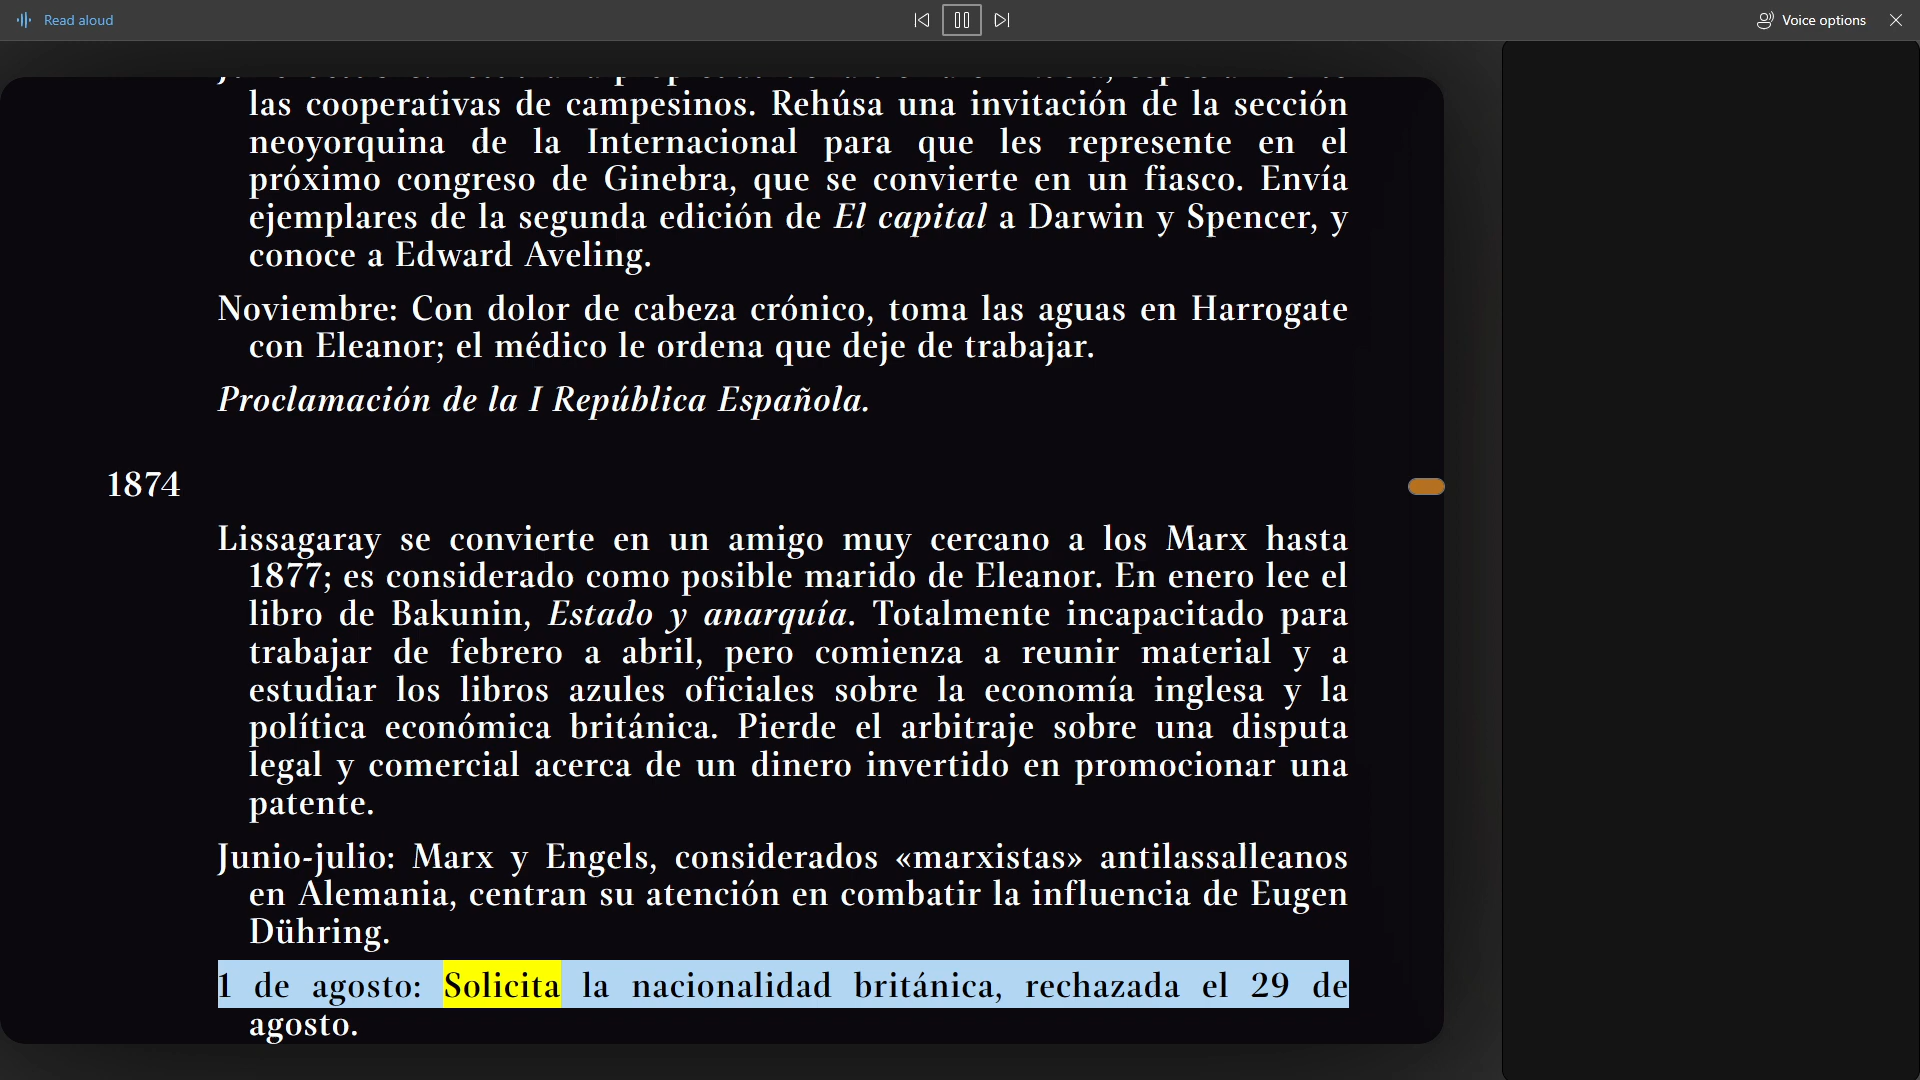 Read aloud
Voice options
las cooperativas de campesinos. Rehúsa una invitación de la sección
neoyorquina de la Internacional para que les represente en el
próximo congreso de Ginebra, que se convierte en un fiasco. Envía
ejemplares de la segunda edición de El capital a Darwin y Spencer, y
conoce a Edward Aveling.
Noviembre: Con dolor de cabeza crónico, toma las aguas en Harrogate
con Eleanor; el médico le ordena que deje de trabajar.
Proclamación de la I República Española.
1874
Lissagaray se convierte en un amigo muy cercano a los Marx hasta
1877; es considerado como posible marido de Eleanor. En enero lee el
libro de Bakunin, Estado y anarquía. Totalmente incapacitado para
trabajar de febrero a abril, pero comienza a reunir material y a
estudiar los libros azules oficiales sobre la economía inglesa y la
política económica británica. Pierde el arbitraje sobre una disputa
legal y comercial acerca de un dinero invertido en promocionar una
patente.
Junio-julio: Marx y Engels, considerados «marxistas» antilassalleanos
en Alemania, centran su atención en combatir la influencia de Eugen
Dühring.
1 de agosto: Solicita la nacionalidad británica, rechazada el 29 de
agosto.